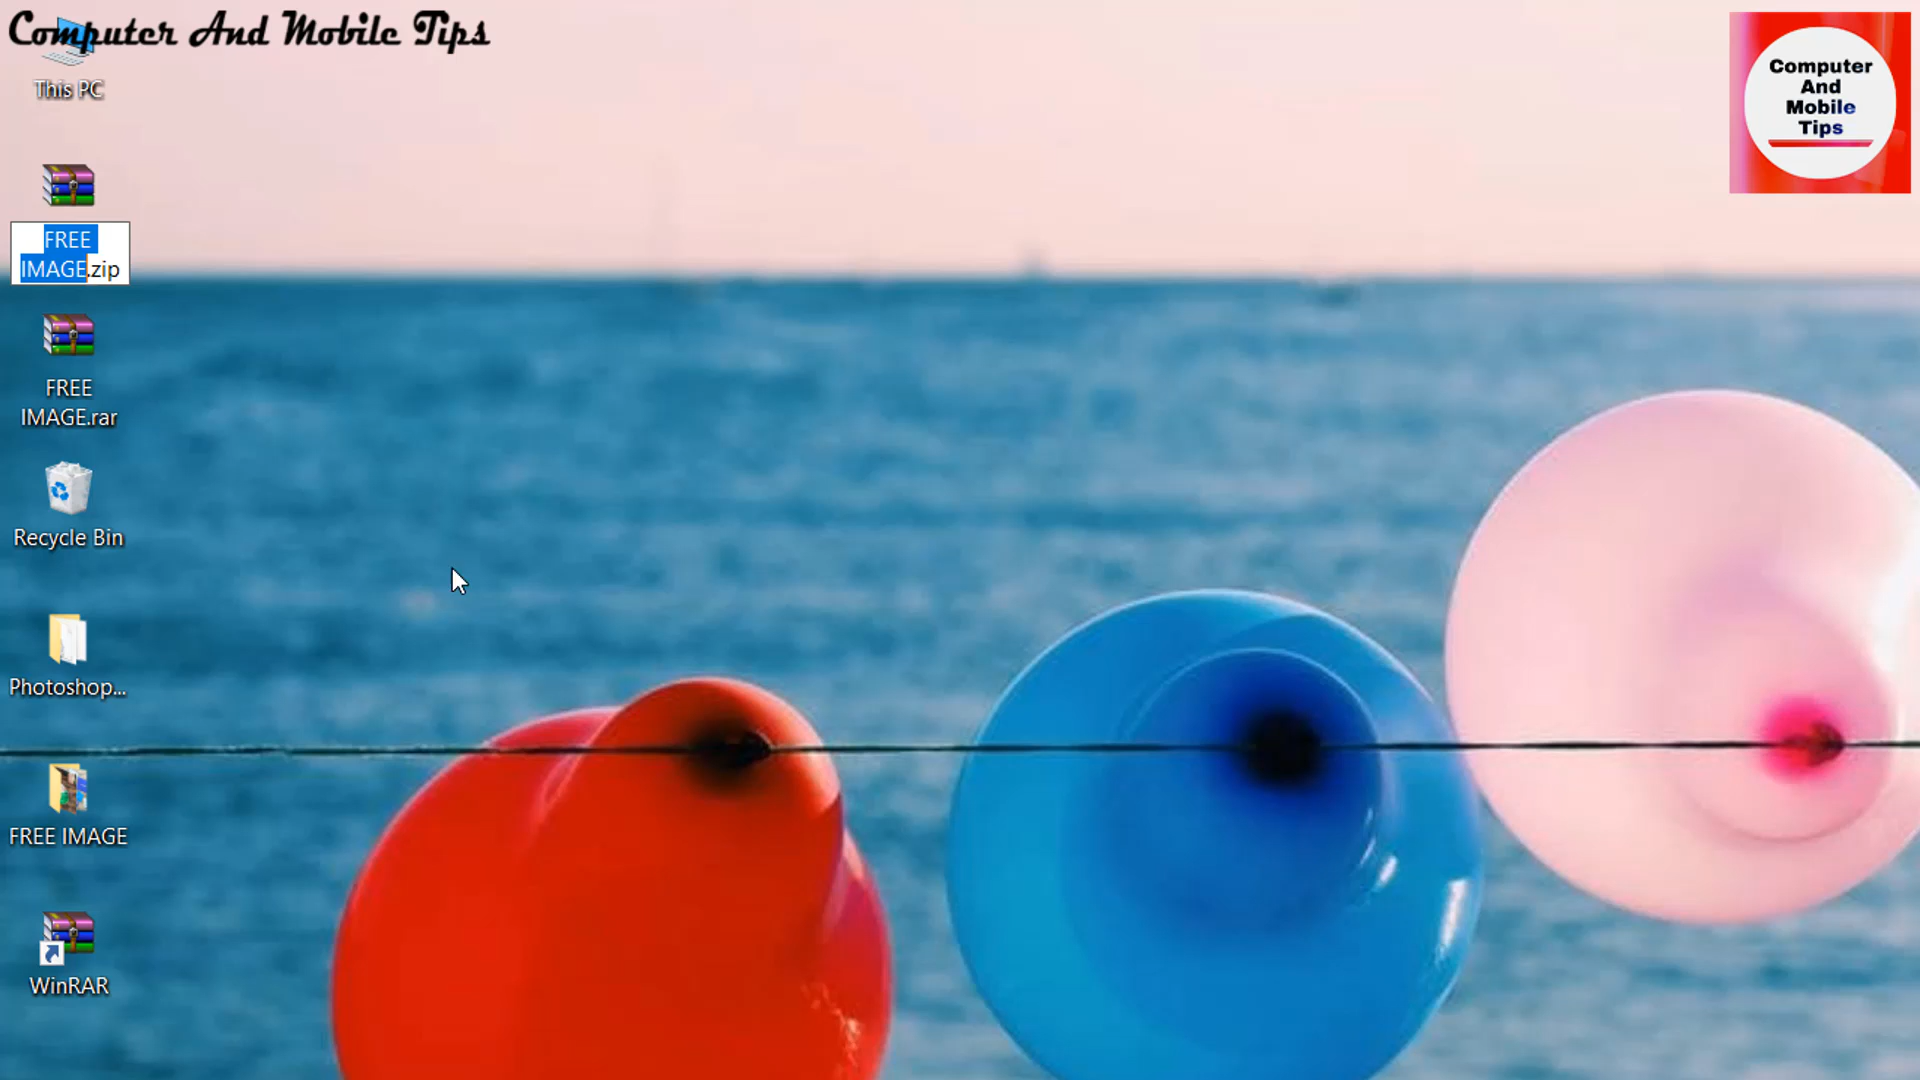 Computer And Mobile Tips
This PC
FREE
IMAGE.zip
FREE
IMAGE.rar
Recycle Bin
Photoshop...
FREE IMAGE
WinRAR
Computer
And
Mobile
Tips